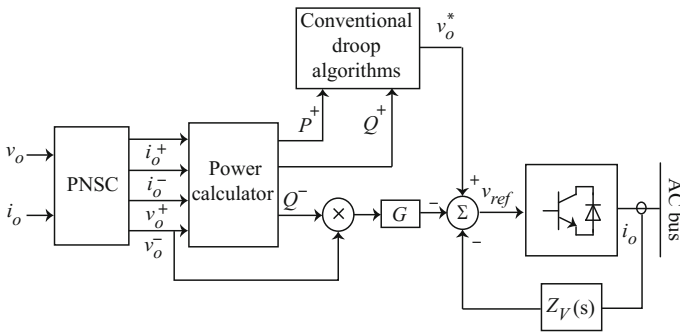 Conventional
droop
algorithms
v_o^*
P^+
Q^+
v_o
i_o
PNSC
i_o^+
i_o^-
v_o^+
v_o^-
Power
calculator
Q^-
×
G
−
+
Σ
−
v_ref
i_o
AC bus
Z_V(s)